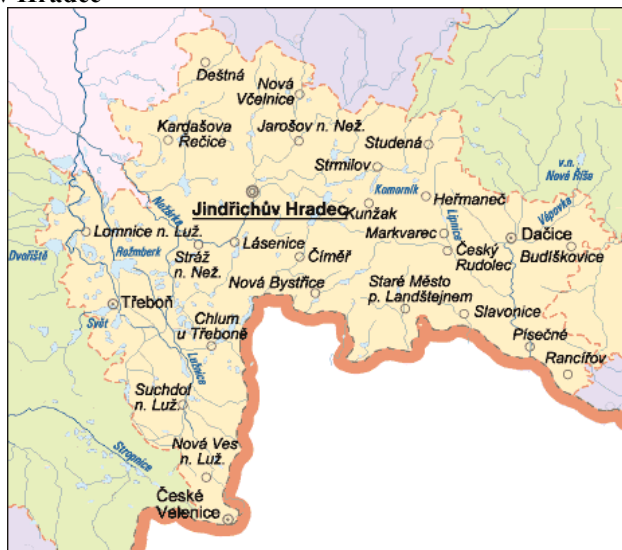 v Hradec
Deštná
Nová
Včelnice
Kardašova
Řečice
Jarošov n. Než.
Studená
Strmilov
v.n.
Nová Říše
Komorník
Jindřichův Hradec
Heřmaneč
Kunžak
Nežárka
Lipnice
Vápovka
Lomnice n. Luž.
Markvarec
Dačice
Lásenice
Rožmberk
Stráž
n. Než.
Číměř
Český
Rudolec
Budíškovice
Dvořiště
Nová Bystřice
Staré Město
p. Landštejnem
Třeboň
Slavonice
Svět
Chlum
u Třeboně
Písečné
Rancířov
Lužnice
Suchdol
n. Luž.
Stropnice
Nová Ves
n. Luž.
České
Velenice